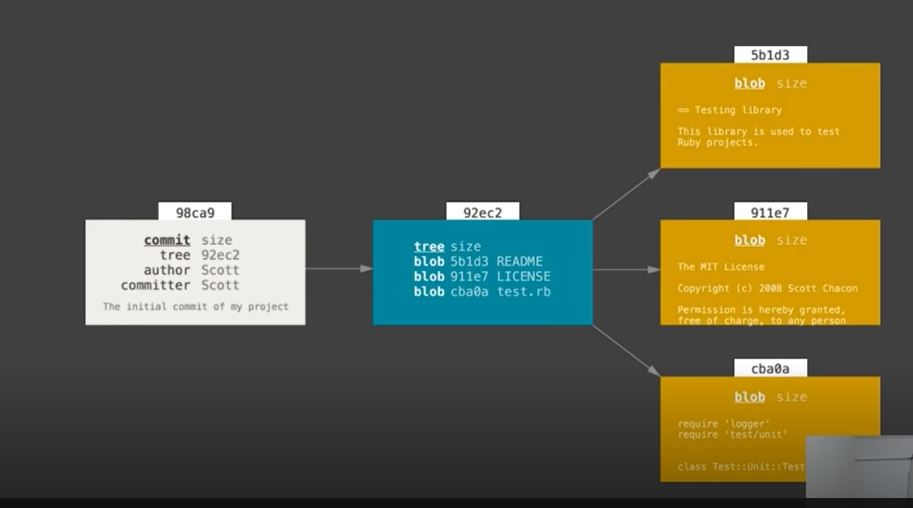 98ca9
commit size
tree 92ec2
author Scott
committer Scott
The initial commit of my project
92ec2
tree size
blob 5b1d3 README
blob 911e7 LICENSE
blob cba0a test.rb
5b1d3
blob size
== Testing library
This library is used to test
Ruby projects.
911e7
blob size
The MIT License
Copyright (c) 2008 Scott Chacon
Permission is hereby granted,
free of charge, to any person
cba0a
blob size
require 'logger'
require 'test/unit'
class Test::Unit::Test